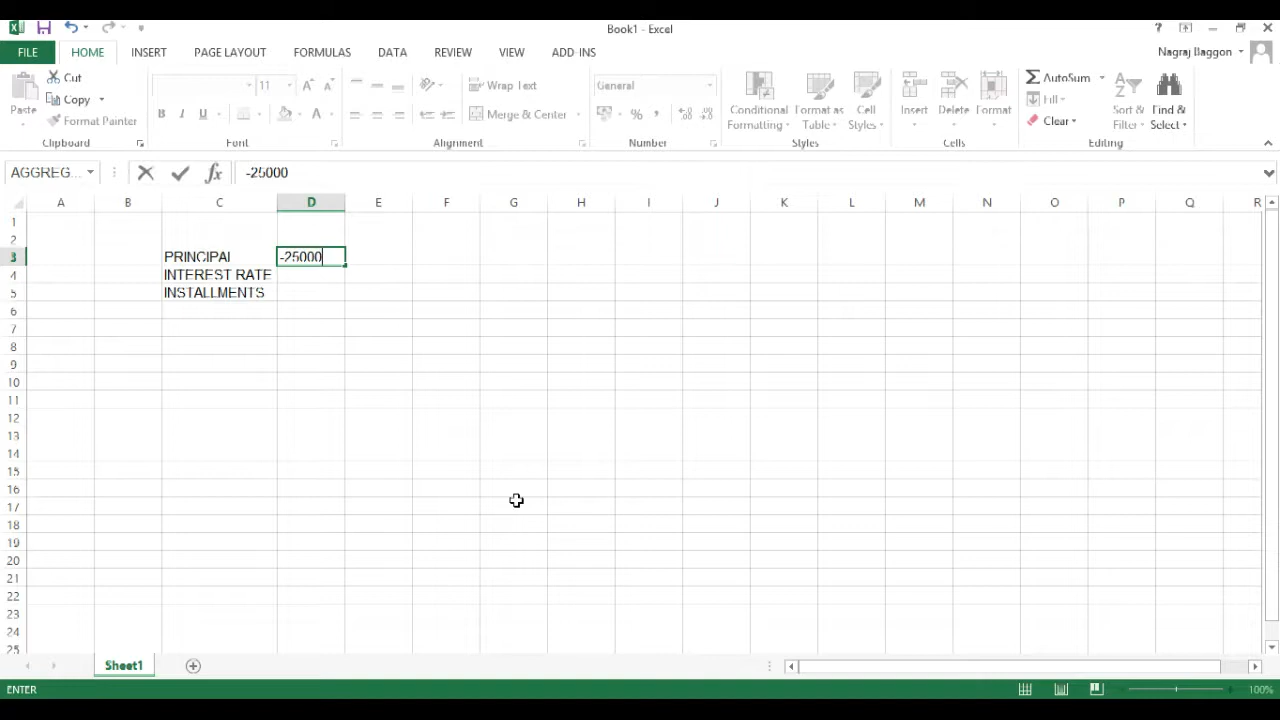 Book1 - Excel
FILE HOME INSERT PAGE LAYOUT FORMULAS DATA REVIEW VIEW ADD-INS Nagraj Baggon
Paste Cut Copy Format Painter Clipboard
11 B I U A A A Font
Wrap Text Merge & Center Alignment
General % , Number
Conditional Formatting Format as Table Cell Styles Styles
Insert Delete Format Cells
AutoSum Fill Clear Sort & Filter Find & Select Editing
AGGREG... fx -25000
A B C D E F G H I J K L M N O P Q R
1
2
3 PRINCIPAL -25000
4 INTEREST RATE
5 INSTALLMENTS
6
7
8
9
10
11
12
13
14
15
16
17
18
19
20
21
22
23
24
25
Sheet1
ENTER 100%